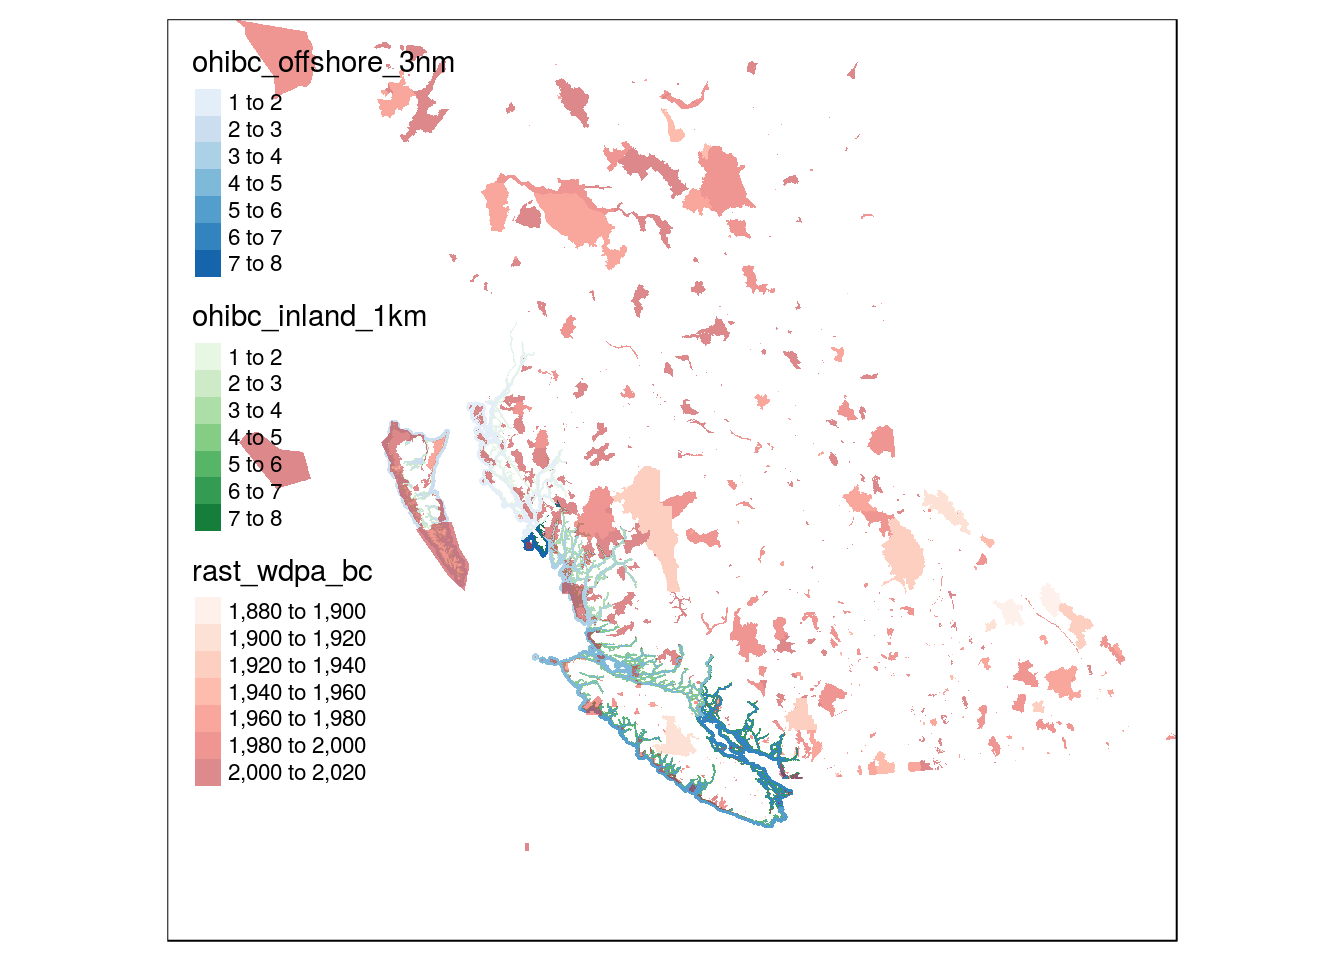 ohibc_offshore_3nm
1 to 2
2 to 3
3 to 4
4 to 5
5 to 6
6 to 7
7 to 8
ohibc_inland_1km
1 to 2
2 to 3
3 to 4
4 to 5
5 to 6
6 to 7
7 to 8
rast_wdpa_bc
1,880 to 1,900
1,900 to 1,920
1,920 to 1,940
1,940 to 1,960
1,960 to 1,980
1,980 to 2,000
2,000 to 2,020